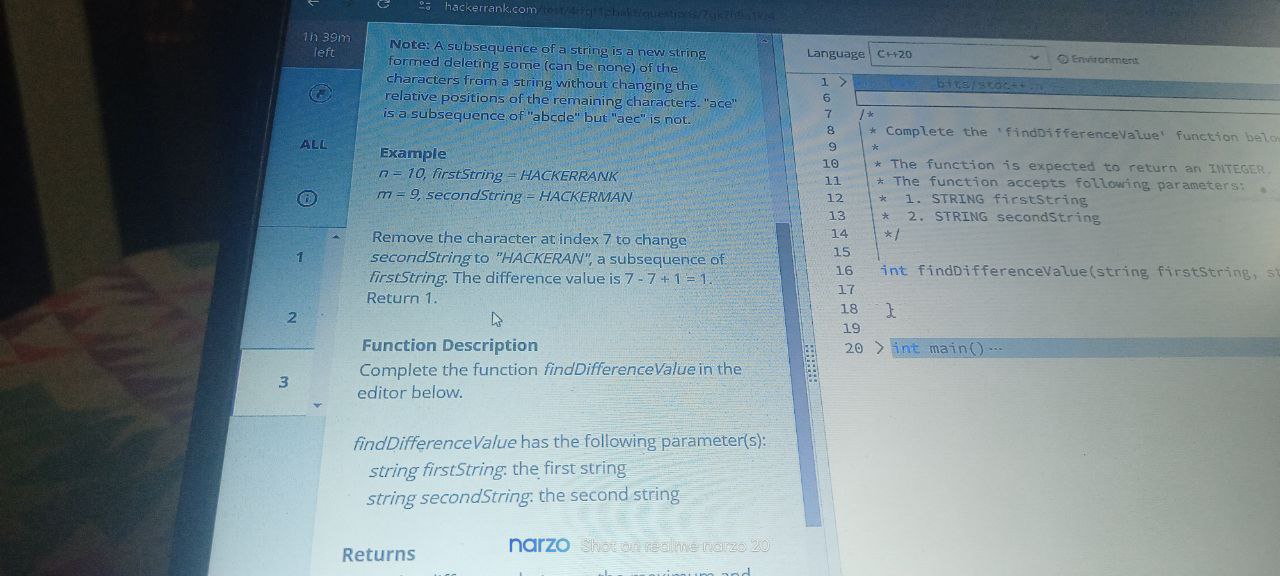 hackerrank.com
1h 39m
left
ALL
1
2
3
Note: A subsequence of a string is a new string
formed deleting some (can be none) of the
characters from a string without changing the
relative positions of the remaining characters. "ace"
is a subsequence of "abcde" but "aec" is not.
Example
n = 10, firstString = HACKERRANK
m = 9, secondString = HACKERMAN
Remove the character at index 7 to change
secondString to "HACKERAN", a subsequence of
firstString. The difference value is 7 - 7 + 1 = 1.
Return 1.
Function Description
Complete the function findDifferenceValue in the
editor below.
findDifferenceValue has the following parameter(s):
string firstString: the first string
string secondString: the second string
Returns
Language C++20 Environment
1 >
6
7 /*
8 * Complete the 'findDifferenceValue' function
9 *
10 * The function is expected to return an INTEGER.
11 * The function accepts following parameters:
12 * 1. STRING firstString
13 * 2. STRING secondString
14 */
15
16 int findDifferenceValue(string firstString,
17
18 }
19
20 > int main() ...
narzo Shot on realme narzo 20